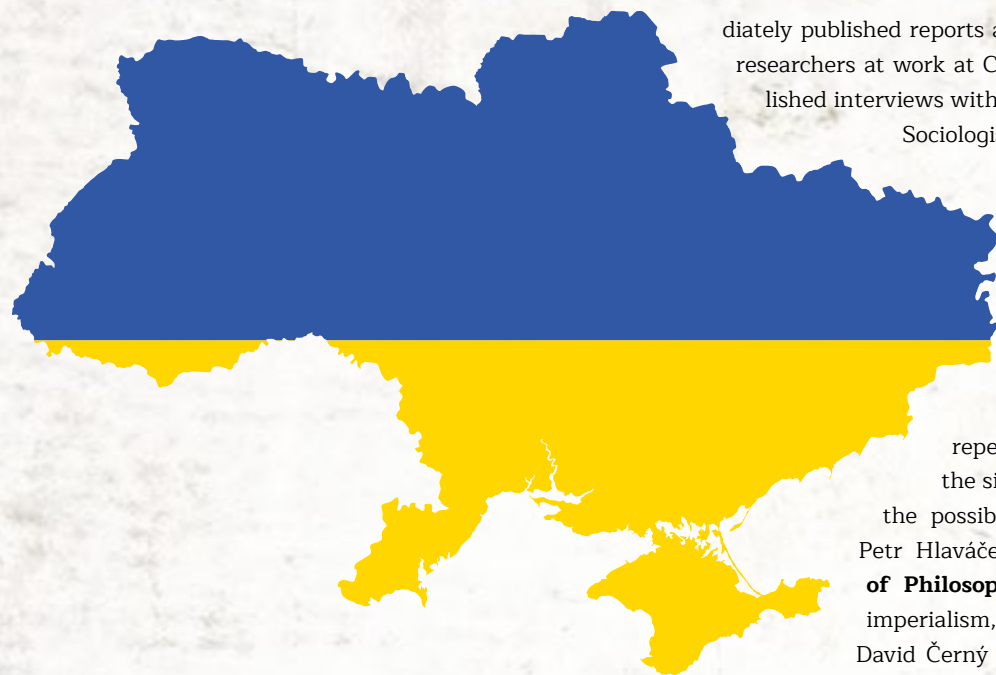 diately published reports a
researchers at work at C
lished interviews with
Sociologi
repe
the si
the possib
Petr Hlaváče
of Philosop
imperialism,
David Černý